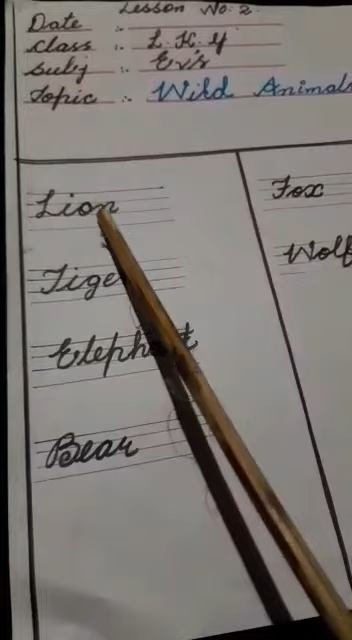 Lesson No. 2
Date :
Class : L.K.G
Subj : Evs
Topic : Wild Animals
Lion
Tiger
Elephant
Bear
Fox
Wolf